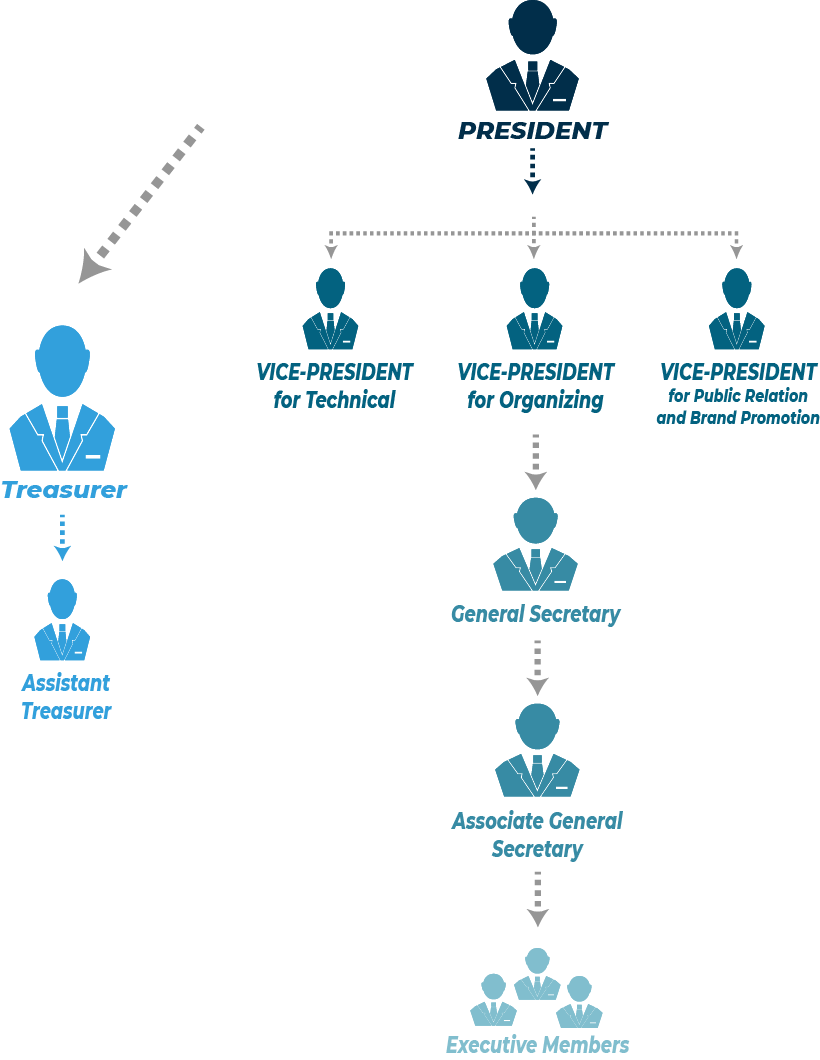 PRESIDENT
VICE-PRESIDENT
for Technical
VICE-PRESIDENT
for Organizing
VICE-PRESIDENT
for Public Relation
and Brand Promotion
Treasurer
Assistant
Treasurer
General Secretary
Associate General
Secretary
Executive Members